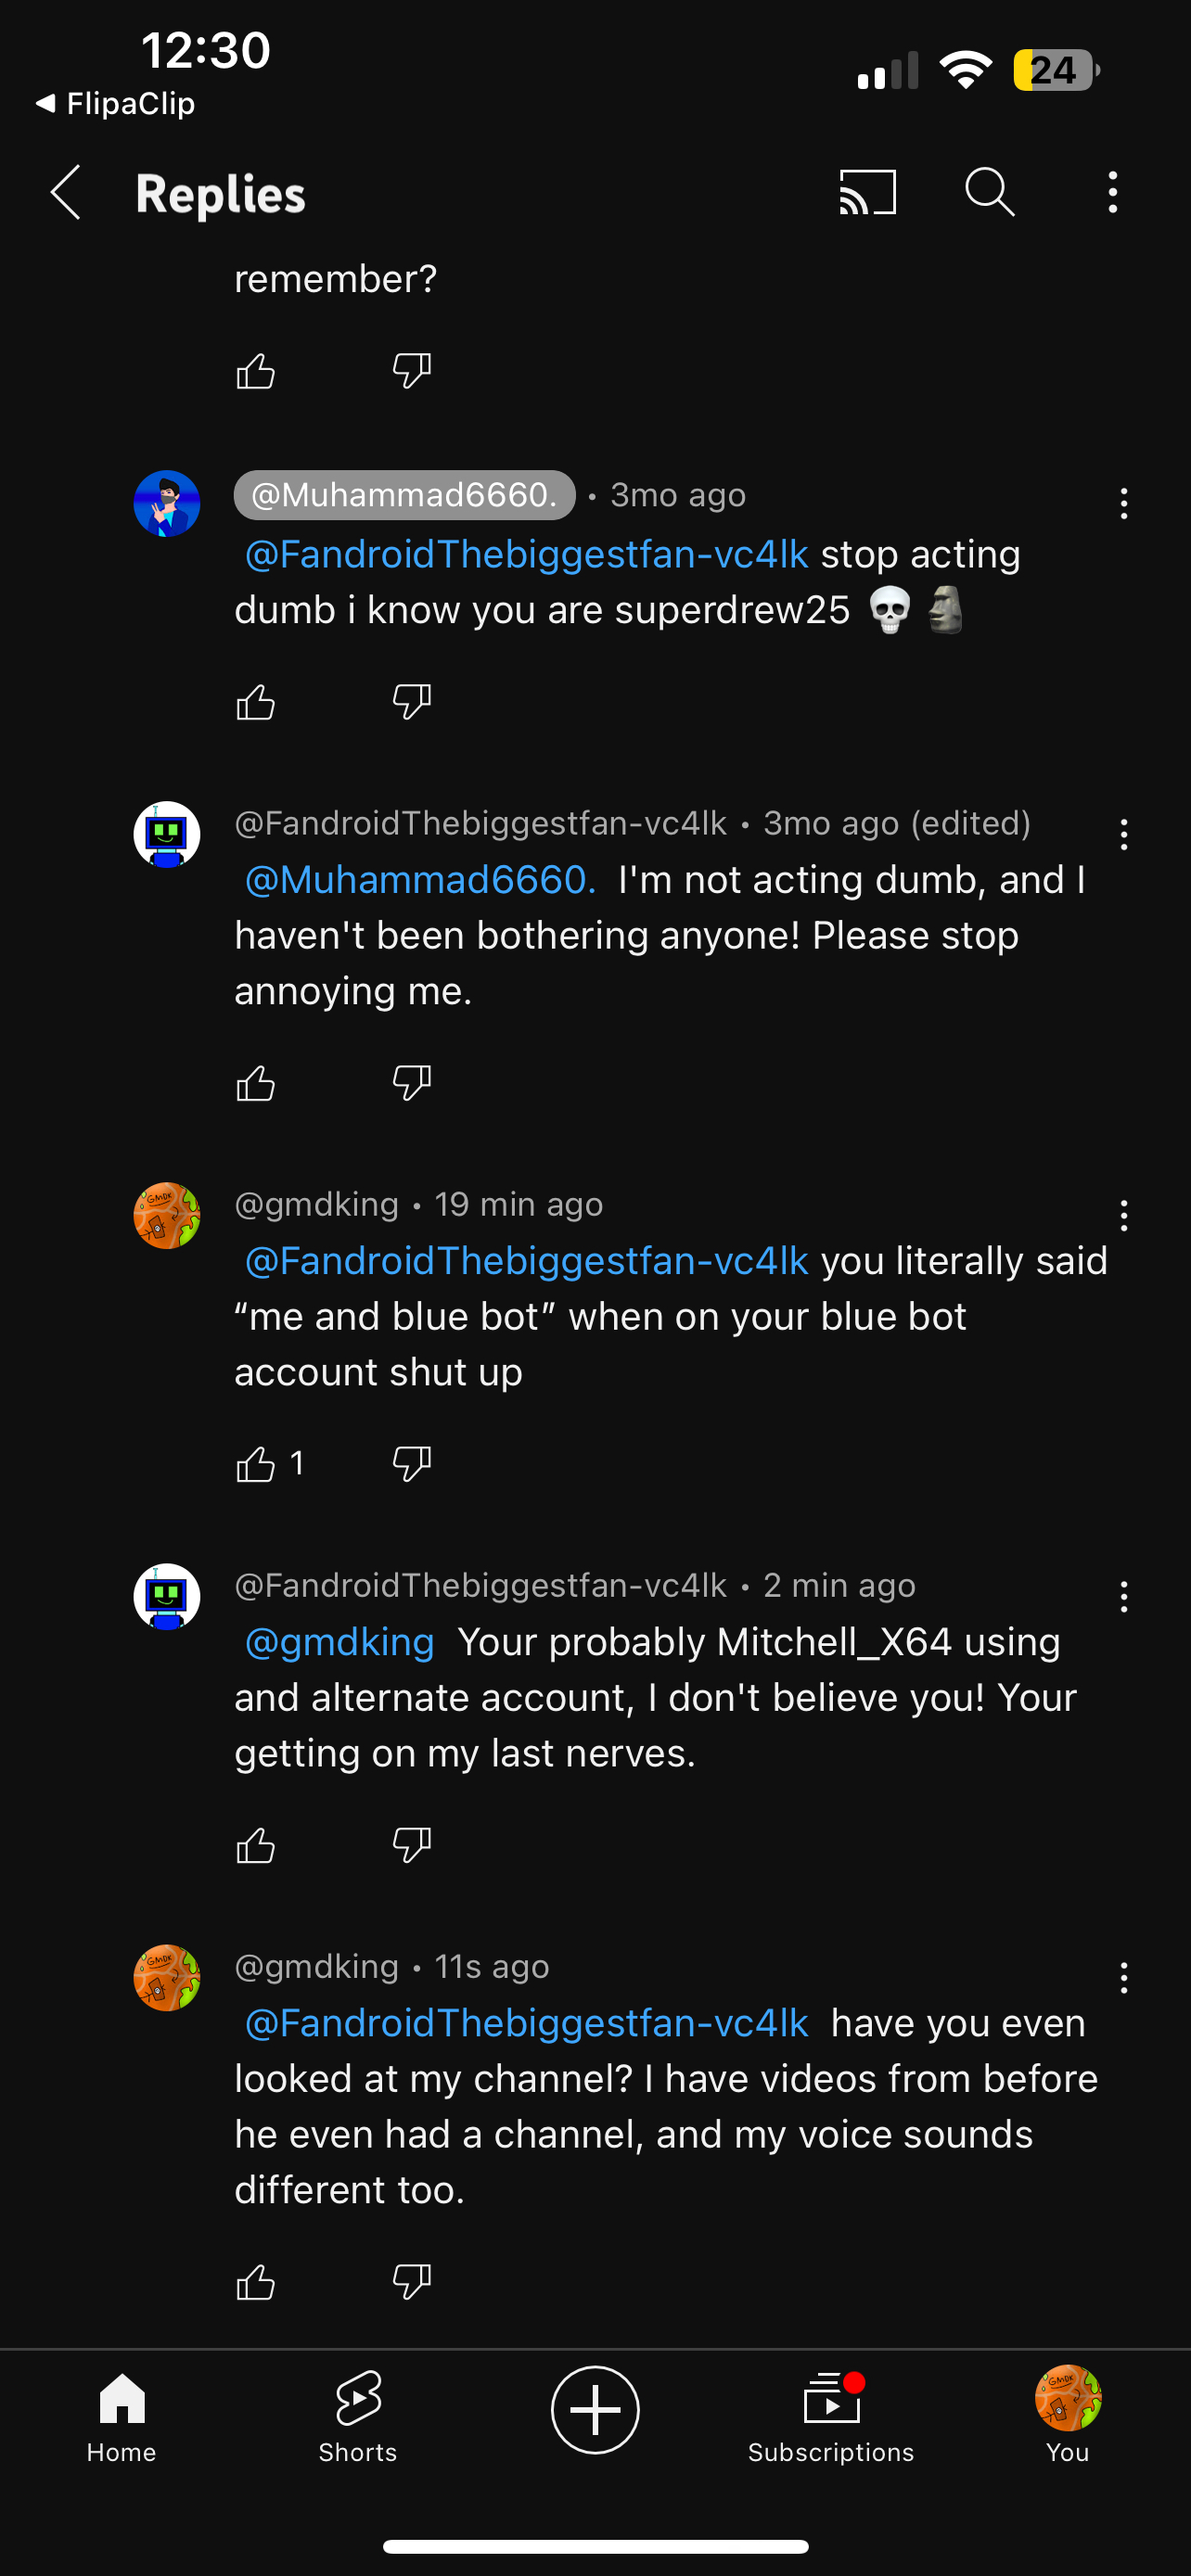 12:30
24
◀ FlipaClip
Replies
remember?
@Muhammad6660. • 3mo ago
@FandroidThebiggestfan-vc4lk stop acting
dumb i know you are superdrew25 💀 🗿
@FandroidThebiggestfan-vc4lk • 3mo ago (edited)
@Muhammad6660. I'm not acting dumb, and I
haven't been bothering anyone! Please stop
annoying me.
GMDK
@gmdking • 19 min ago
@FandroidThebiggestfan-vc4lk you literally said
“me and blue bot” when on your blue bot
account shut up
1
@FandroidThebiggestfan-vc4lk • 2 min ago
@gmdking Your probably Mitchell_X64 using
and alternate account, I don't believe you! Your
getting on my last nerves.
GMDK
@gmdking • 11s ago
@FandroidThebiggestfan-vc4lk have you even
looked at my channel? I have videos from before
he even had a channel, and my voice sounds
different too.
GMDK
Home
Shorts
Subscriptions
You